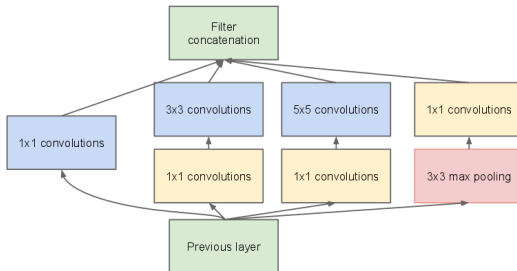 Filter
concatenation
3x3 convolutions
5x5 convolutions
1x1 convolutions
1x1 convolutions
1x1 convolutions
1x1 convolutions
3x3 max pooling
Previous layer